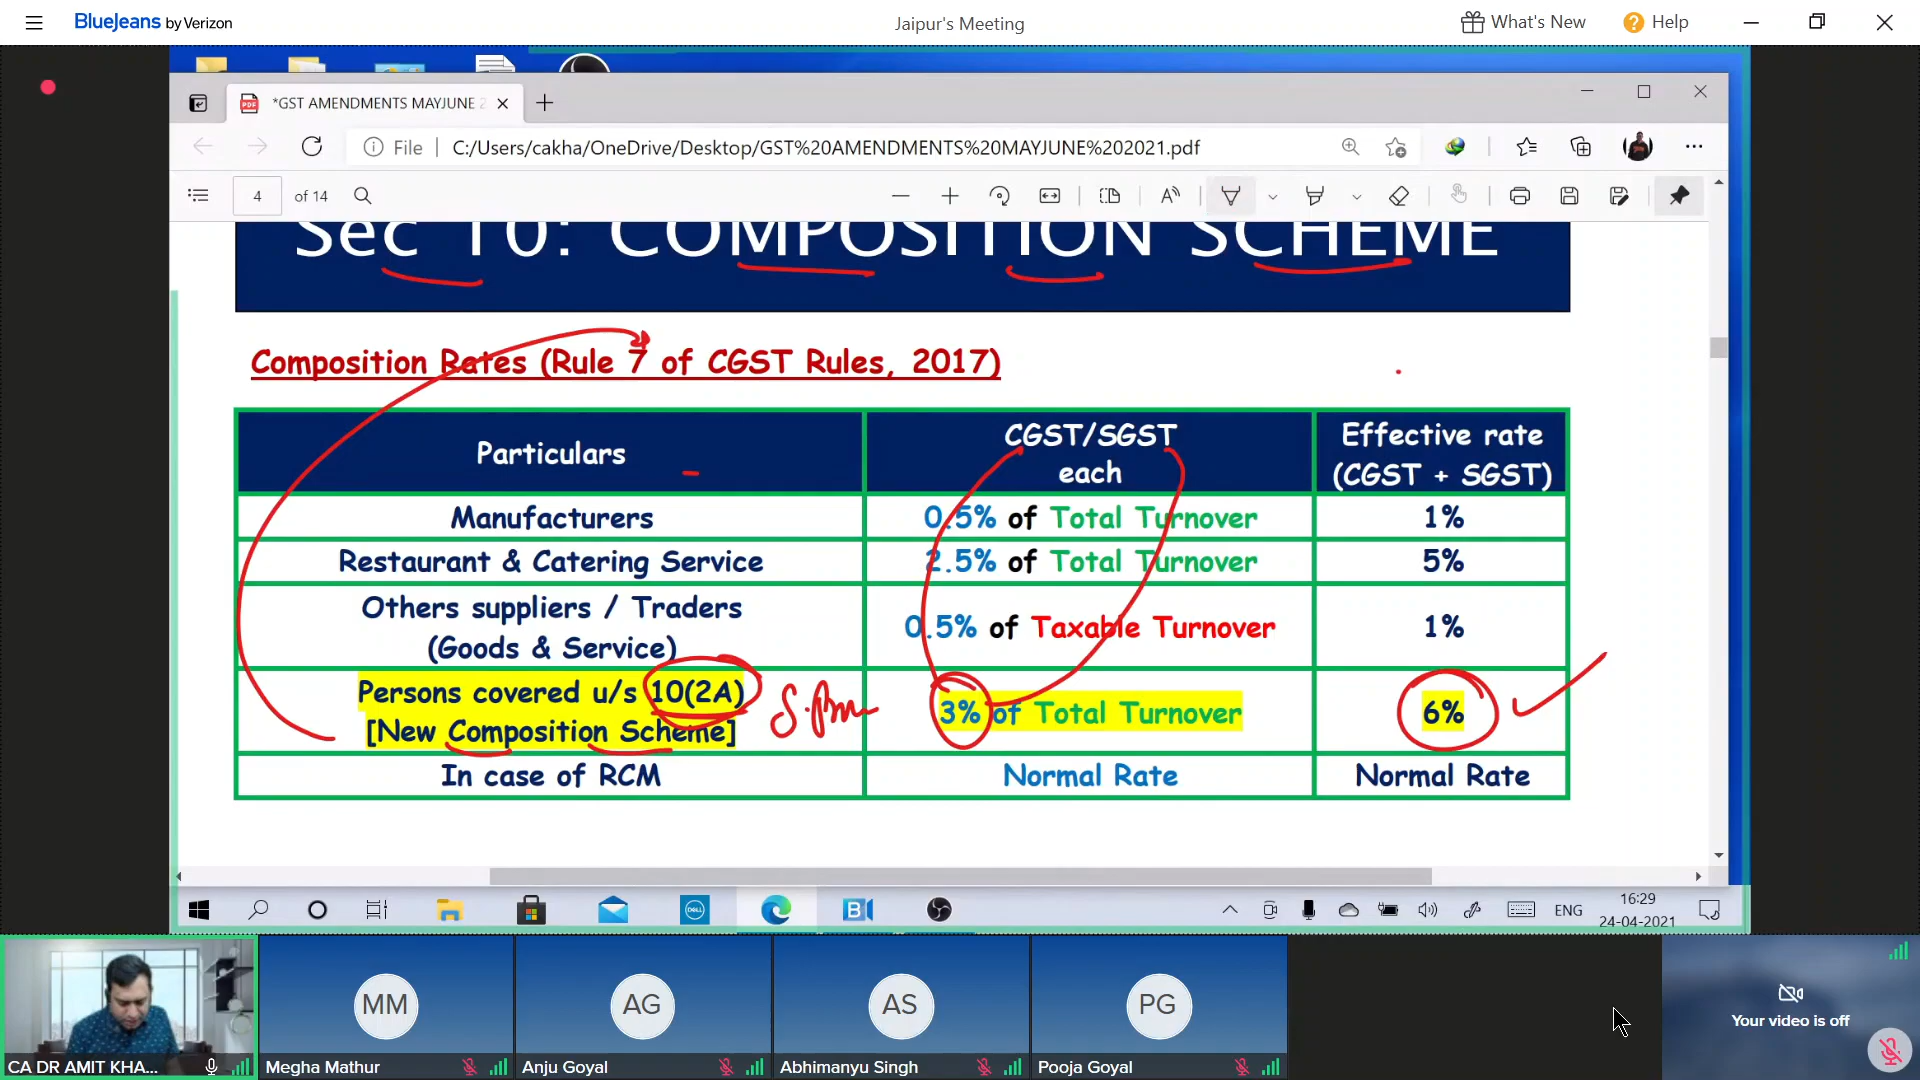 BlueJeans by Verizon
Jaipur's Meeting
What's New
Help
*GST AMENDMENTS MAYJUNE 2
File
C:/Users/cakha/OneDrive/Desktop/GST%20AMENDMENTS%20MAYJUNE%202021.pdf
4 of 14
Sec 10: COMPOSITION SCHEME
Composition Rates (Rule 7 of CGST Rules, 2017)
Particulars
CGST/SGST each
Effective rate (CGST + SGST)
Manufacturers
0.5% of Total Turnover
1%
Restaurant & Catering Service
2.5% of Total Turnover
5%
Others suppliers / Traders
(Goods & Service)
0.5% of Taxable Turnover
1%
Persons covered u/s 10(2A)
[New Composition Scheme]
3% of Total Turnover
6%
In case of RCM
Normal Rate
Normal Rate
DELL
ENG
16:29
24-04-2021
MM
AG
AS
PG
CA DR AMIT KHA...
Megha Mathur
Anju Goyal
Abhimanyu Singh
Pooja Goyal
Your video is off